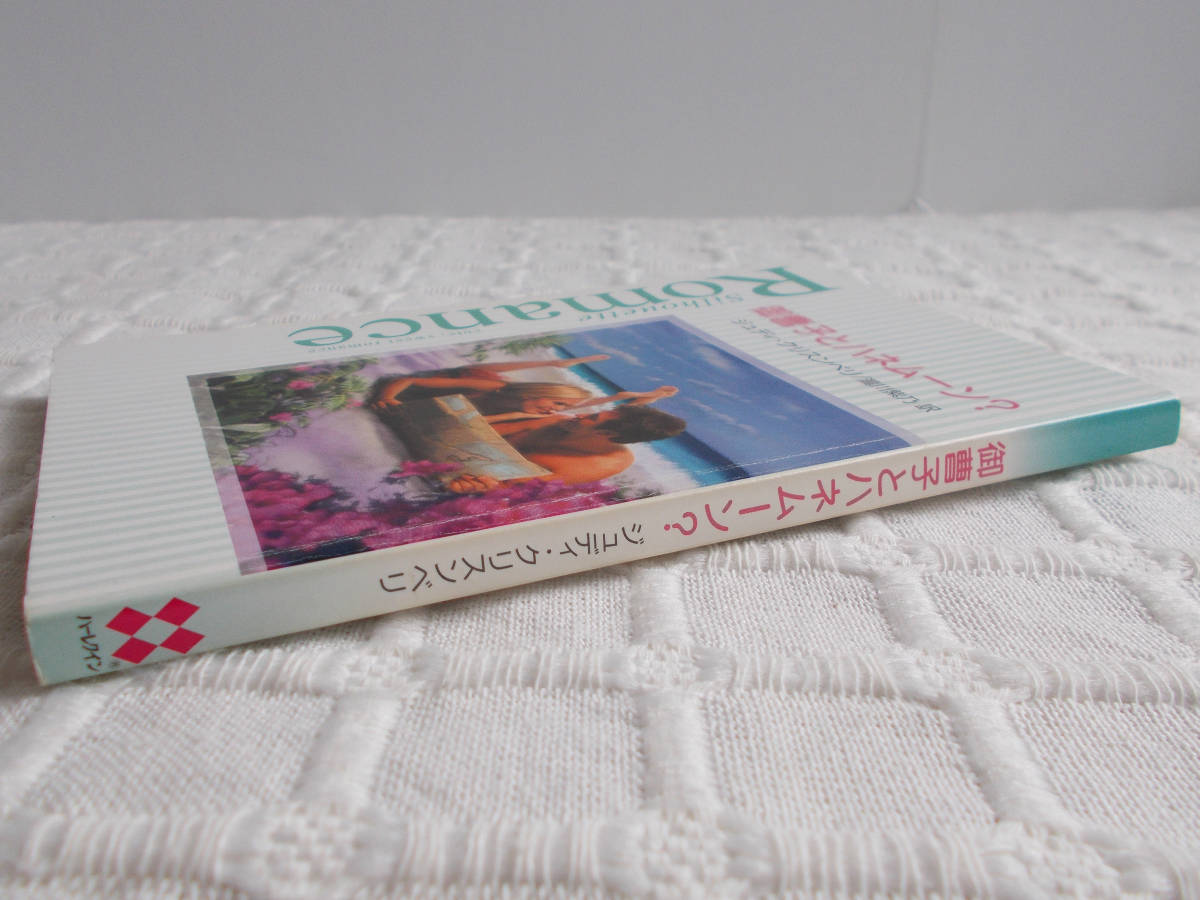 Silhouette
Romance
御曹子とハネムーン?
ジュディ・クリスンベリ
御曹子とハネムーン? ジュディ・クリスンベリ
ハーレクイン®